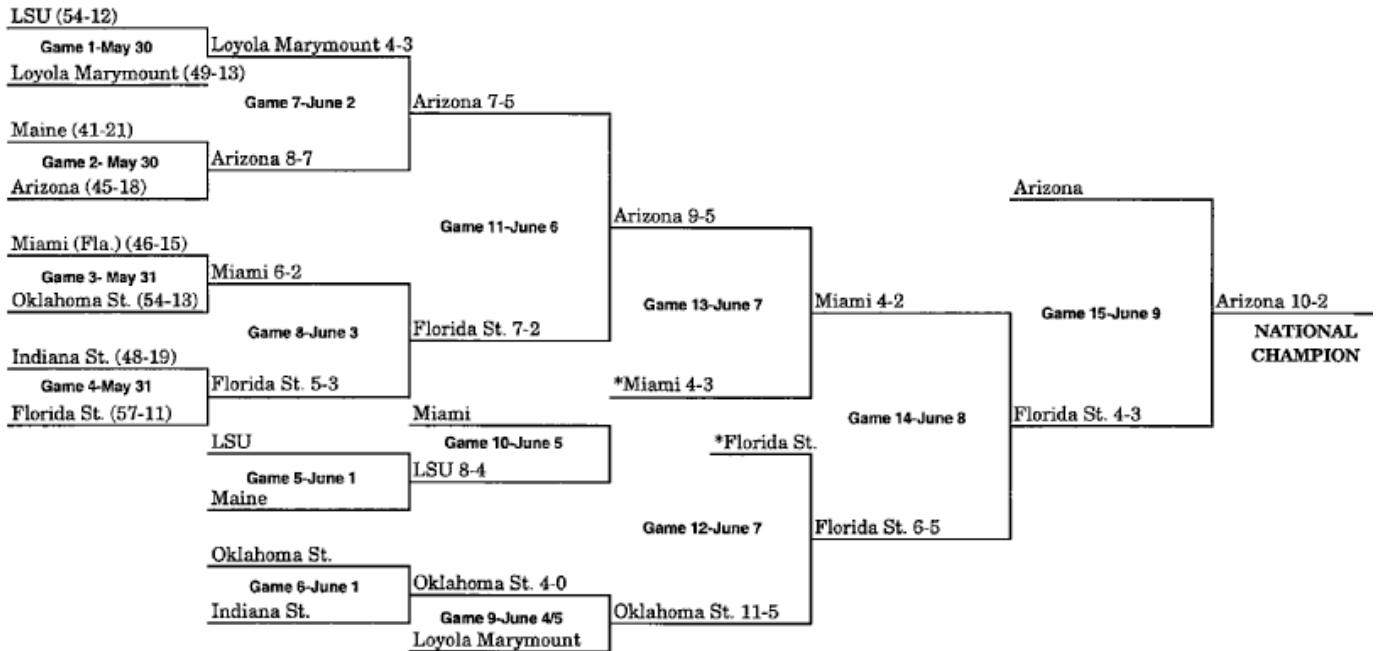 LSU (54-12)
Game 1-May 30
Loyola Marymount 4-3
Loyola Marymount (49-13)
Game 7-June 2
Arizona 7-5
Maine (41-21)
Game 2- May 30
Arizona 8-7
Arizona (45-18)
Arizona
Game 11-June 6
Arizona 9-5
Miami (Fla.) (46-15)
Game 3- May 31
Miami 6-2
Oklahoma St. (54-13)
Game 13-June 7
Miami 4-2
Game 15-June 9
Arizona 10-2
NATIONAL
CHAMPION
Game 8-June 3
Florida St. 7-2
Indiana St. (48-19)
Game 4-May 31
Florida St. 5-3
Florida St. (57-11)
*Miami 4-3
Miami
Game 14-June 8
Florida St. 4-3
LSU
Game 10-June 5
*Florida St.
Game 5-June 1
LSU 8-4
Maine
Game 12-June 7
Florida St. 6-5
Oklahoma St.
Game 6-June 1
Oklahoma St. 4-0
Indiana St.
Game 9-June 4/5
Oklahoma St. 11-5
Loyola Marymount